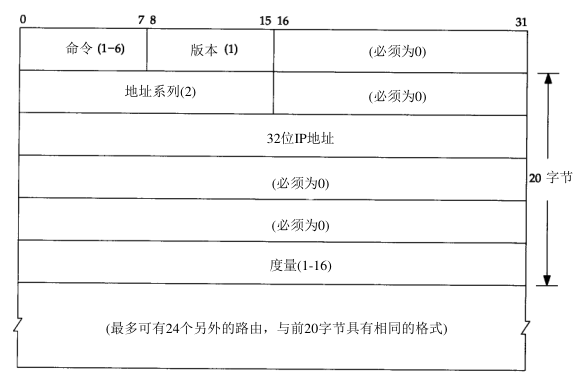 0 7 8 15 16 31
命令 (1-6) 版本 (1) (必须为0)
地址系列(2) (必须为0)
32位IP地址
(必须为0)
20 字节
(必须为0)
度量(1-16)
(最多可有24个另外的路由，与前20字节具有相同的格式)